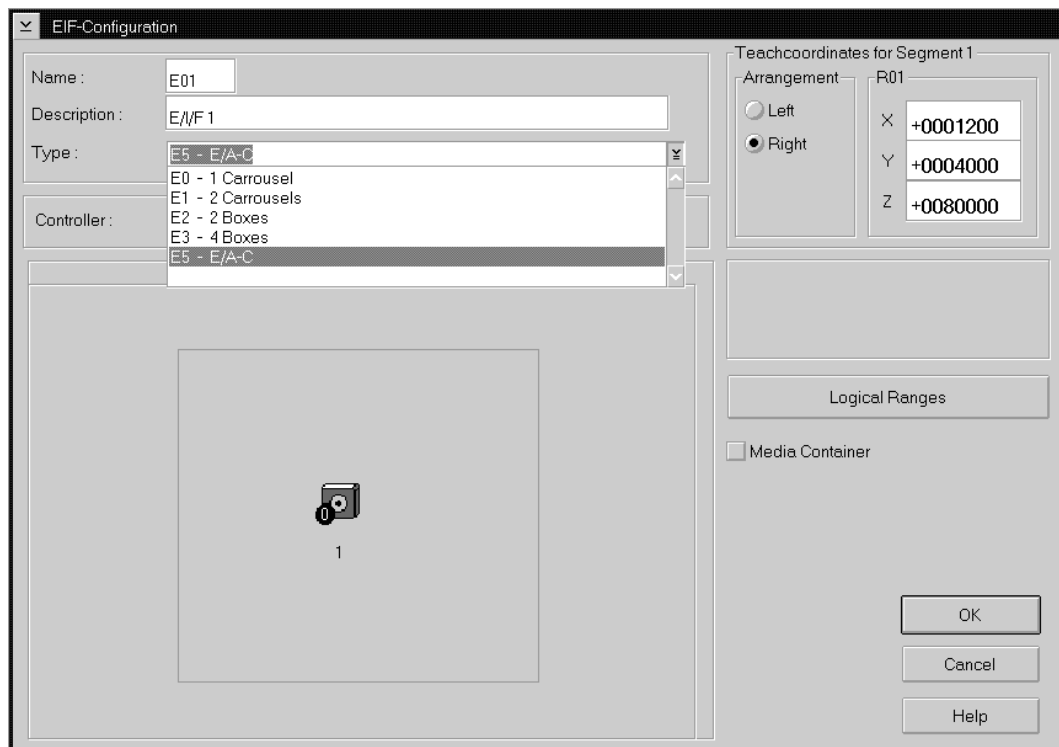 EIF-Configuration
Name :
E01
Description :
E/I/F 1
Type :
E5 - E/A-C
E0 - 1 Carrousel
E1 - 2 Carrousels
E2 - 2 Boxes
E3 - 4 Boxes
E5 - E/A-C
Controller :
0
1
Teachcoordinates for Segment 1
Arrangement
Left
Right
R01
X +0001200
Y +0004000
Z +0080000
Logical Ranges
Media Container
OK
Cancel
Help